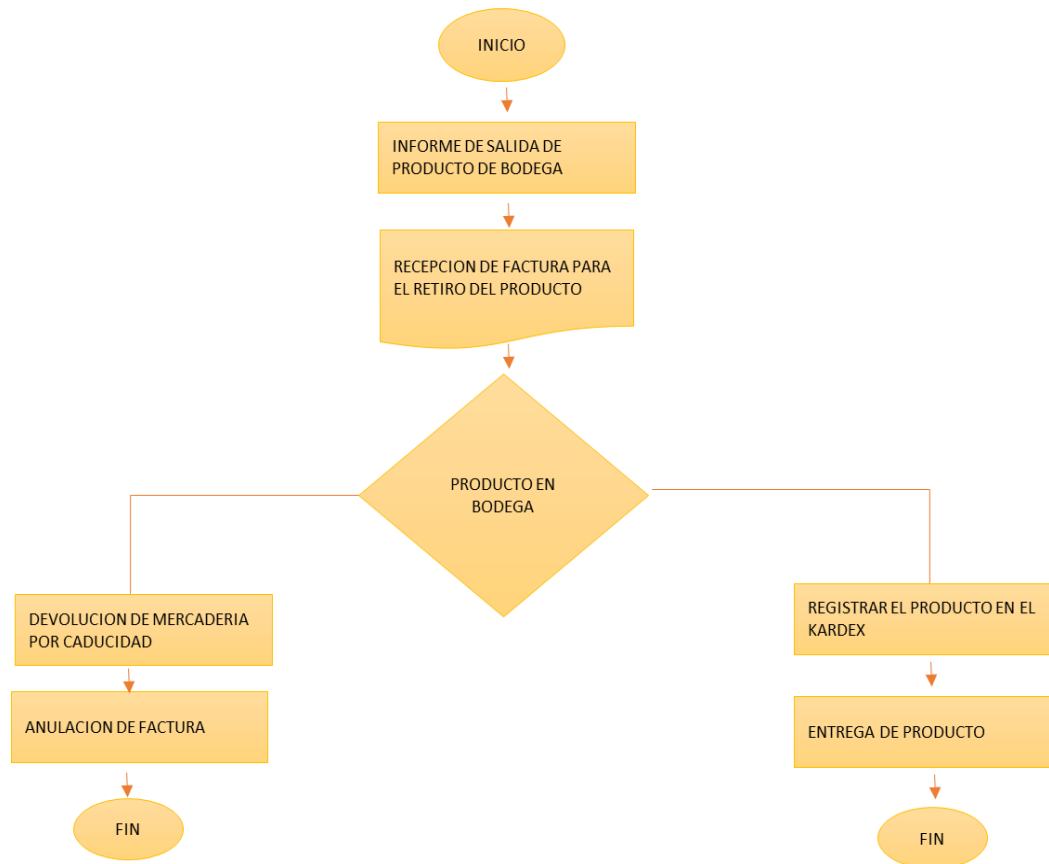 INICIO
INFORME DE SALIDA DE
PRODUCTO DE BODEGA
RECEPCION DE FACTURA PARA
EL RETIRO DEL PRODUCTO
PRODUCTO EN
BODEGA
DEVOLUCION DE MERCADERIA
POR CADUCIDAD
ANULACION DE FACTURA
FIN
REGISTRAR EL PRODUCTO EN EL
KARDEX
ENTREGA DE PRODUCTO
FIN